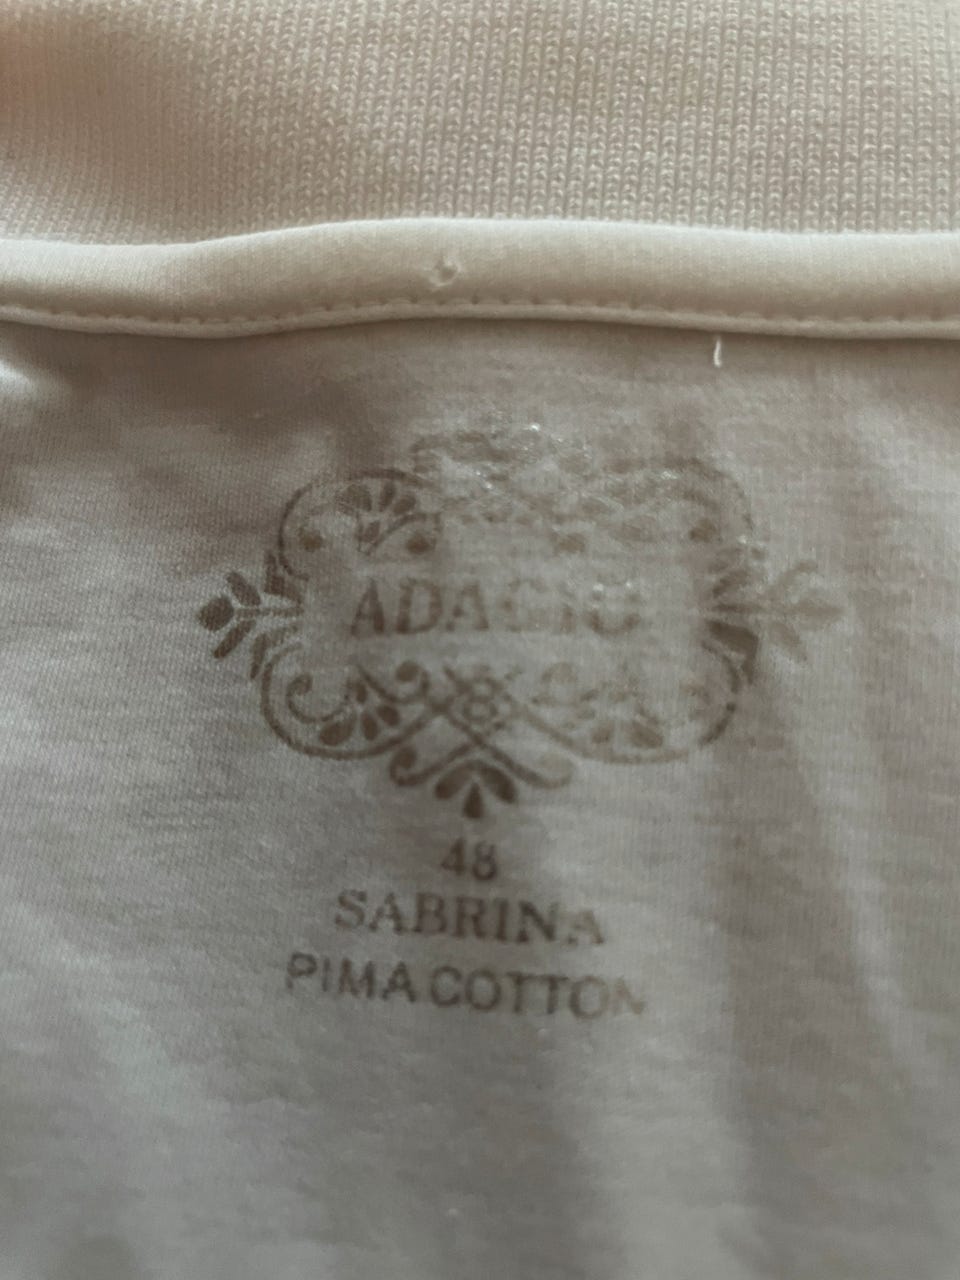 ADAGIO
48
SABRINA
PIMA COTTON